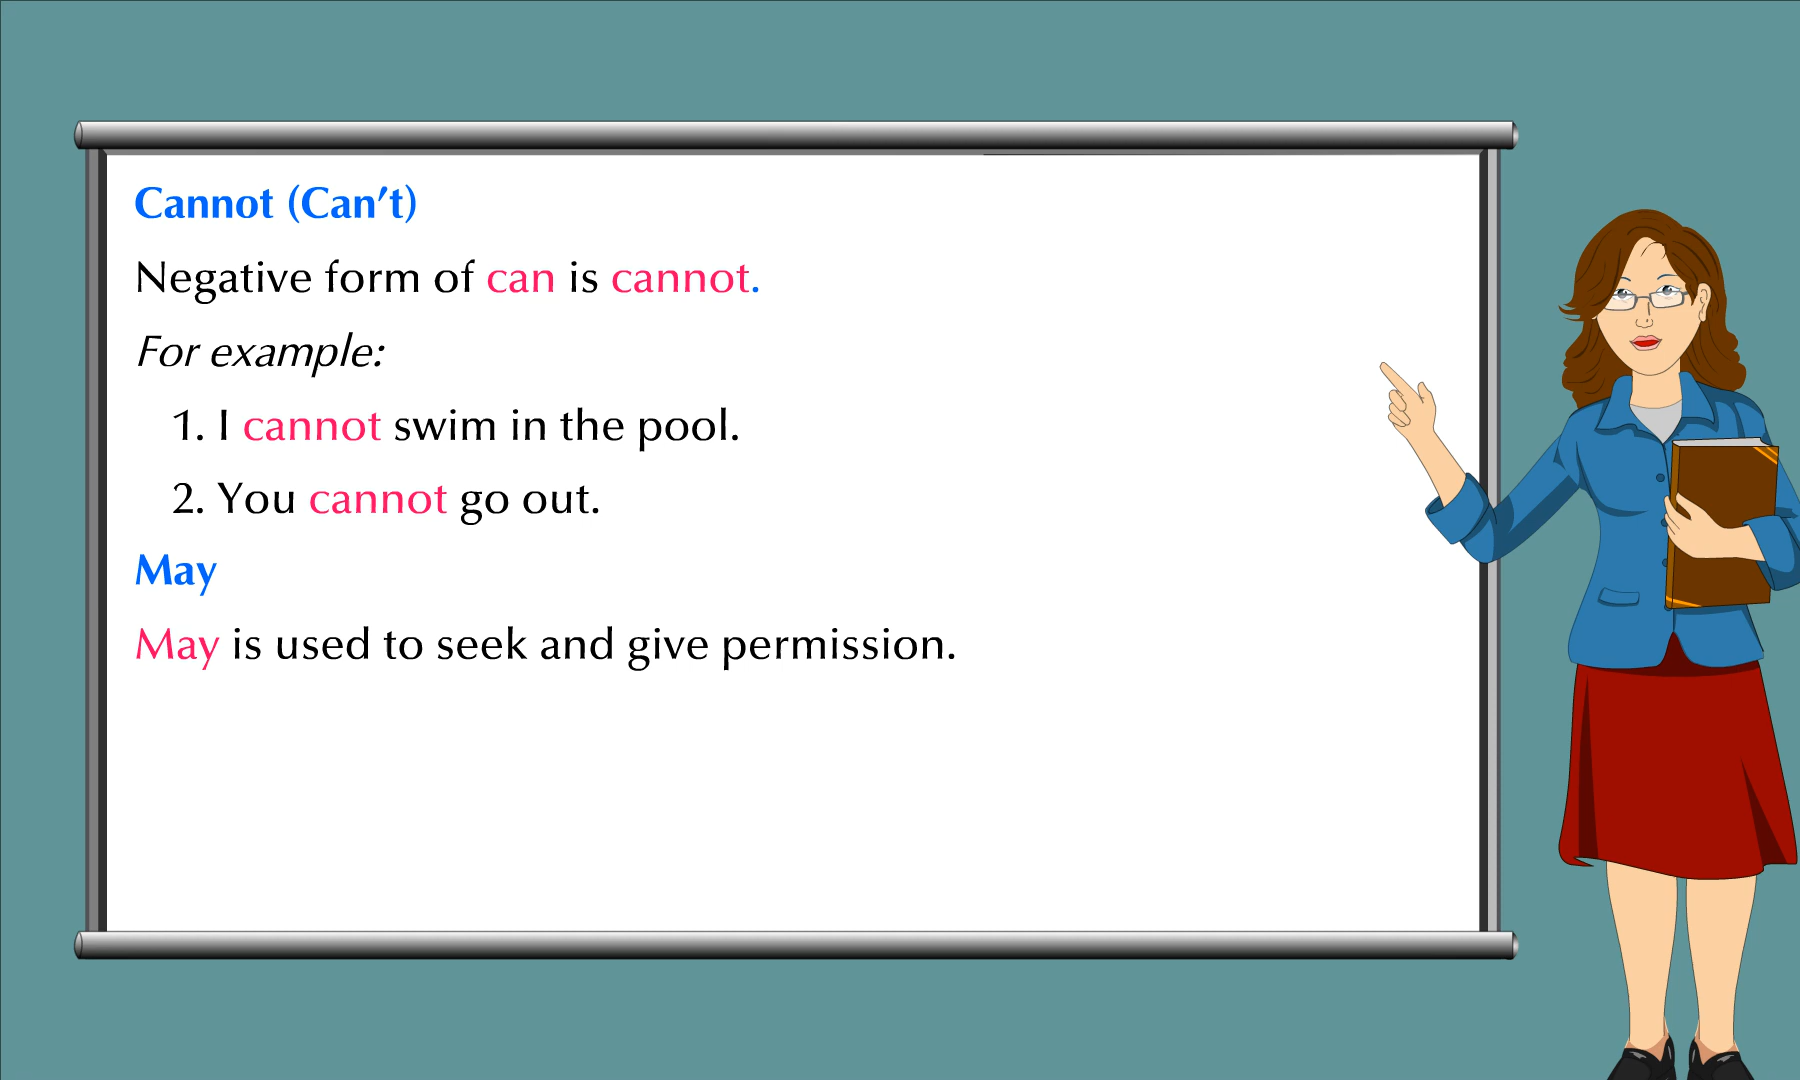 Cannot (Can’t)
Negative form of can is cannot.
For example:
1. I cannot swim in the pool.
2. You cannot go out.
May
May is used to seek and give permission.